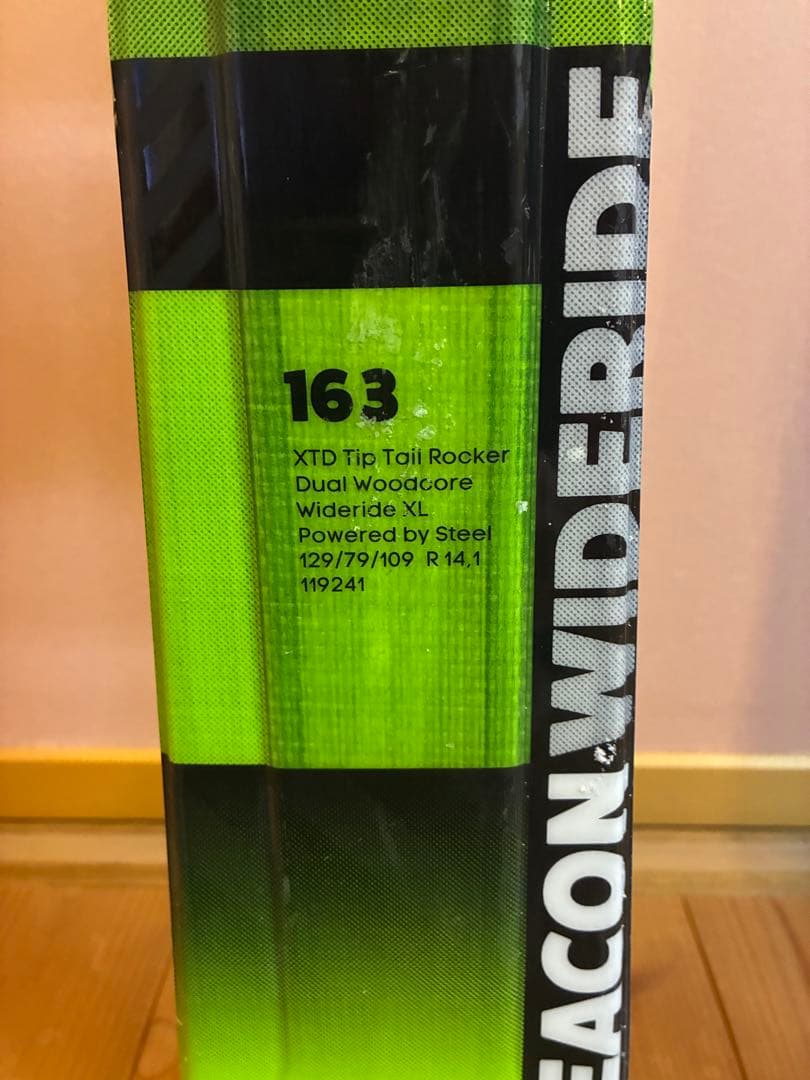 163
XTD Tip Tail Rocker
Dual Woodcore
Wideride XL
Powered by Steel
129/79/109 R 14,1
119241
EACON WIDERIDE